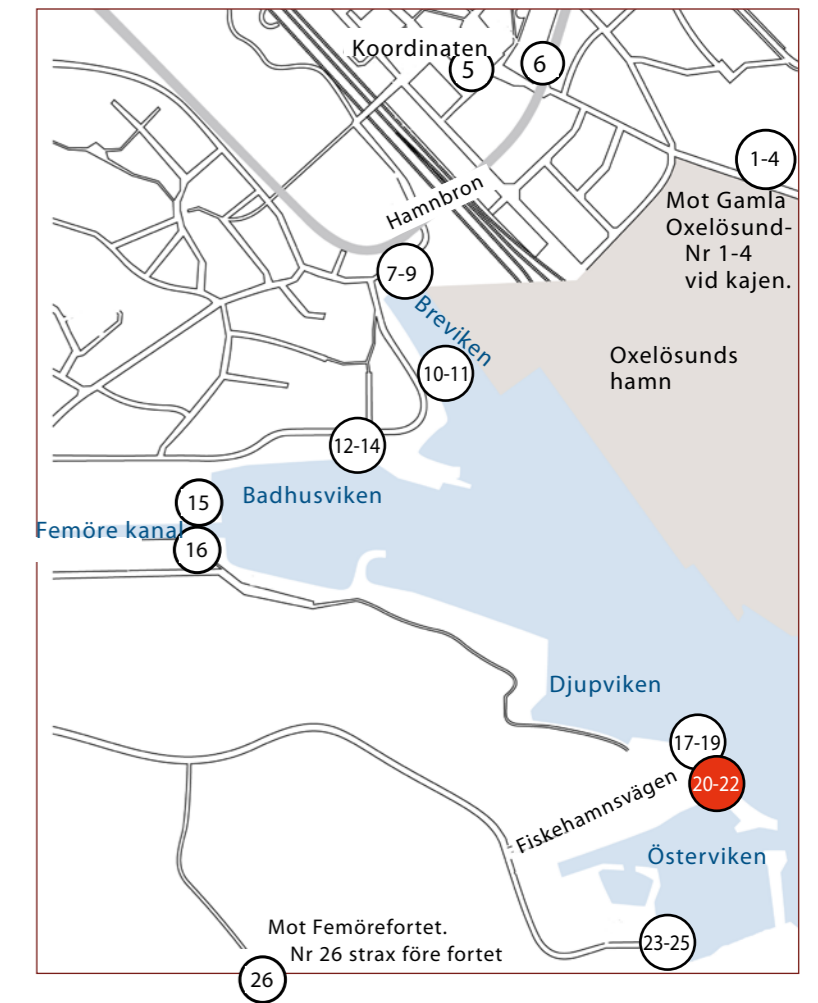 Koordinaten
5
6
1-4
Hamnbron
Mot Gamla
Oxelösund-
Nr 1-4
vid kajen.
7-9
Breviken
Oxelösunds
hamn
10-11
12-14
15
Badhusviken
Femöre kanal
16
Djupviken
17-19
20-22
Fiskehamnsvägen
Österviken
Mot Femörefortet.
Nr 26 strax före fortet
23-25
26